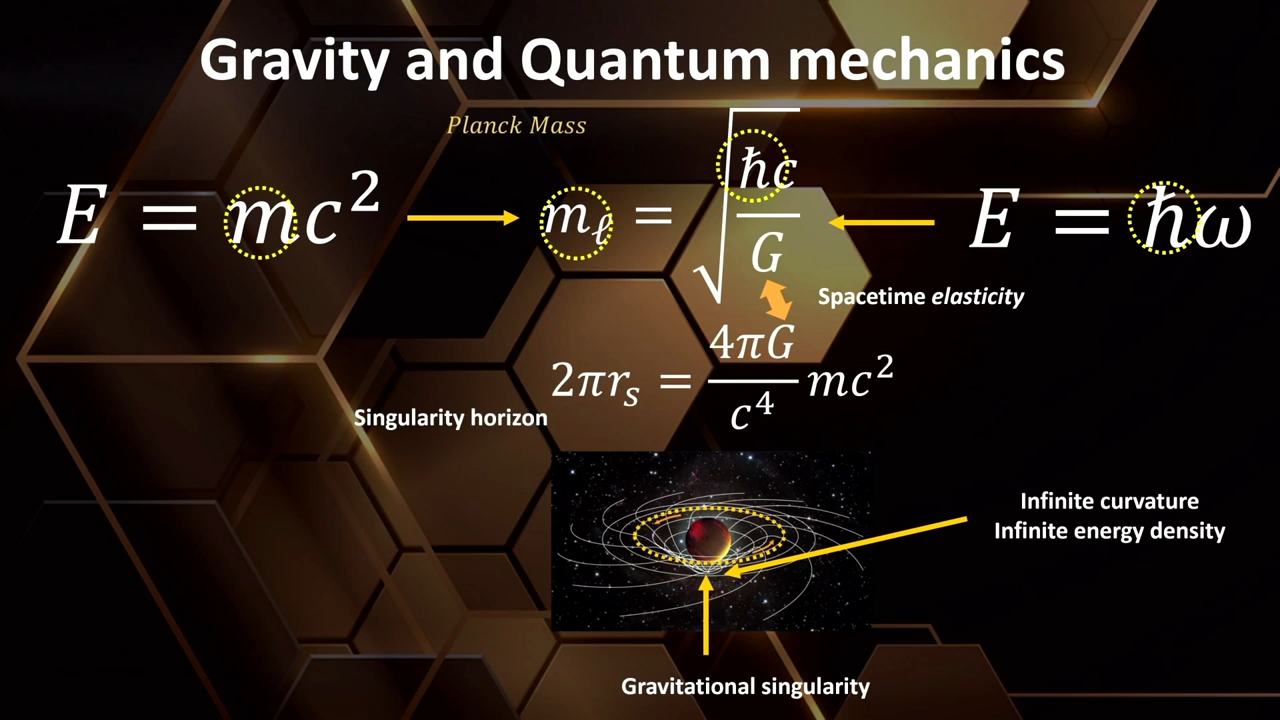 Gravity and Quantum mechanics
Planck Mass
E = mc²
m_ℓ = √(ħc/G)
E = ħω
Spacetime elasticity
2πr_s = (4πG/c⁴) mc²
Singularity horizon
Infinite curvature
Infinite energy density
Gravitational singularity